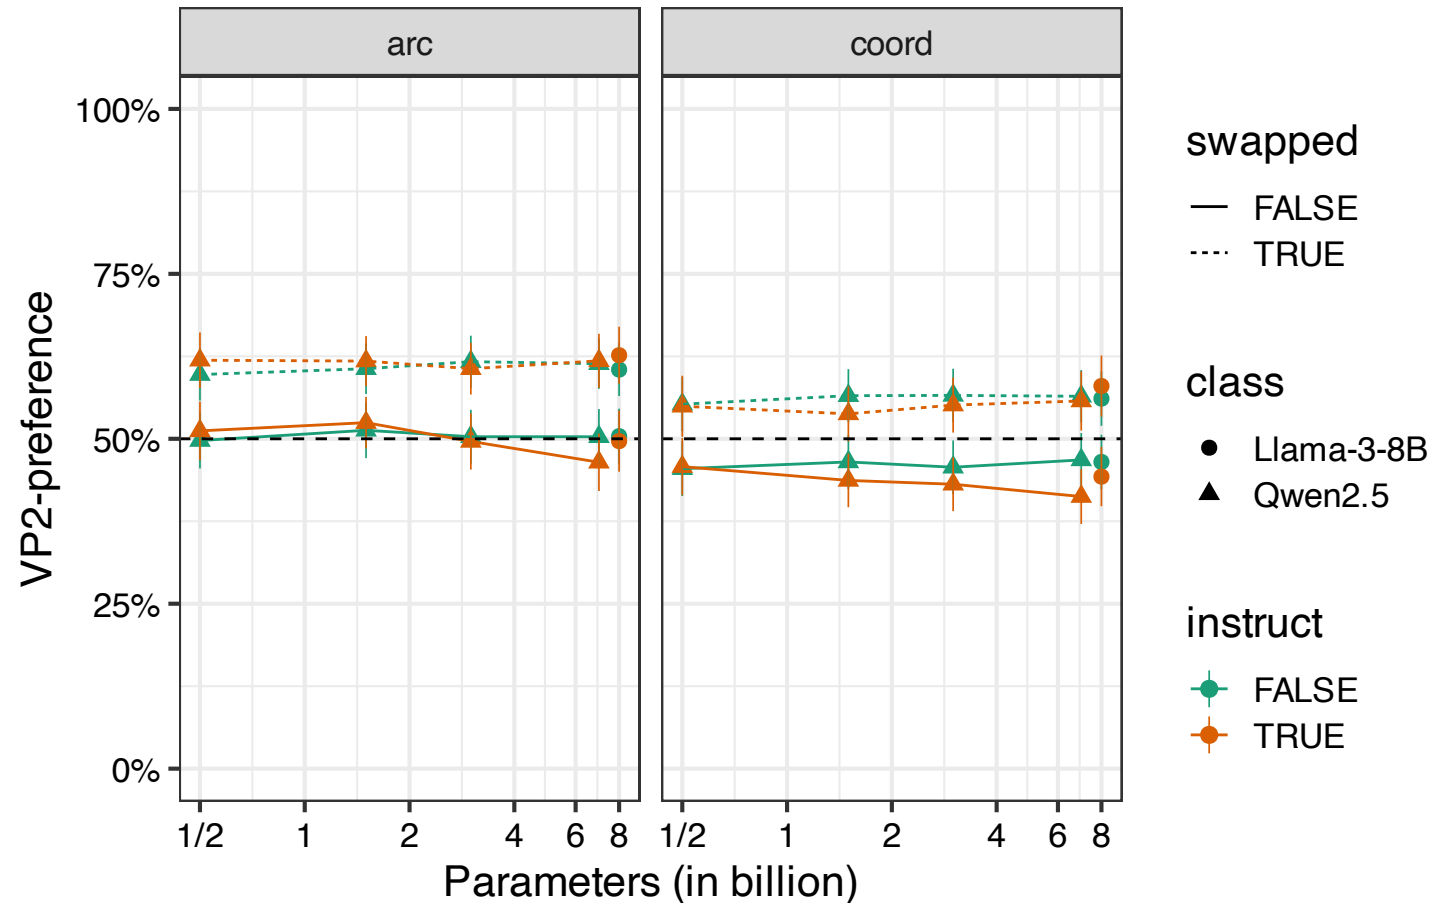 arc
coord
100%
75%
50%
25%
0%
VP2-preference
1/2 1 2 4 6 8
1/2 1 2 4 6 8
Parameters (in billion)
swapped
FALSE
TRUE
class
Llama-3-8B
Qwen2.5
instruct
FALSE
TRUE